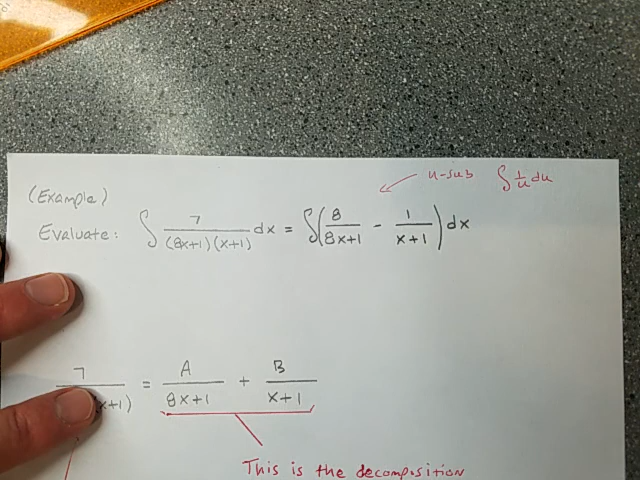 u-sub ∫ 1/u du
(Example)
Evaluate: ∫ 7/((8x+1)(x+1)) dx = ∫(8/(8x+1) - 1/(x+1)) dx
7/( x+1) = A/(8x+1) + B/(x+1)
This is the decomposition